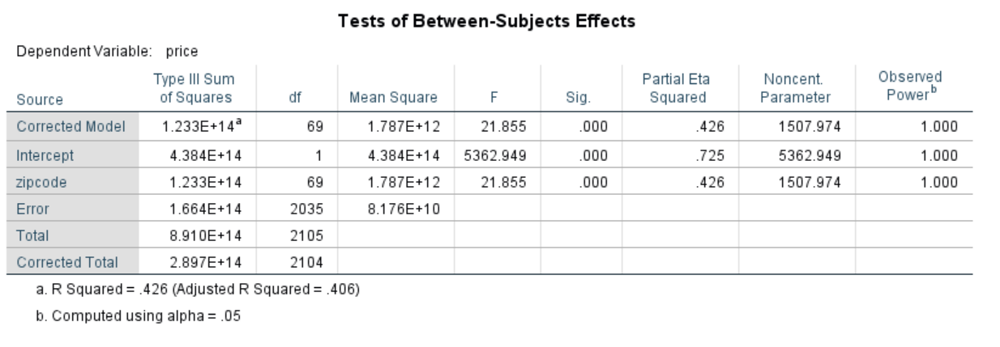 Tests of Between-Subjects Effects
Dependent Variable: price
Source Type III Sum of Squares df Mean Square F Sig. Partial Eta Squared Noncent. Parameter Observed Power^b
Corrected Model 1.233E+14^a 69 1.787E+12 21.855 .000 .426 1507.974 1.000
Intercept 4.384E+14 1 4.384E+14 5362.949 .000 .725 5362.949 1.000
zipcode 1.233E+14 69 1.787E+12 21.855 .000 .426 1507.974 1.000
Error 1.664E+14 2035 8.176E+10
Total 8.910E+14 2105
Corrected Total 2.897E+14 2104
a. R Squared = .426 (Adjusted R Squared = .406)
b. Computed using alpha = .05